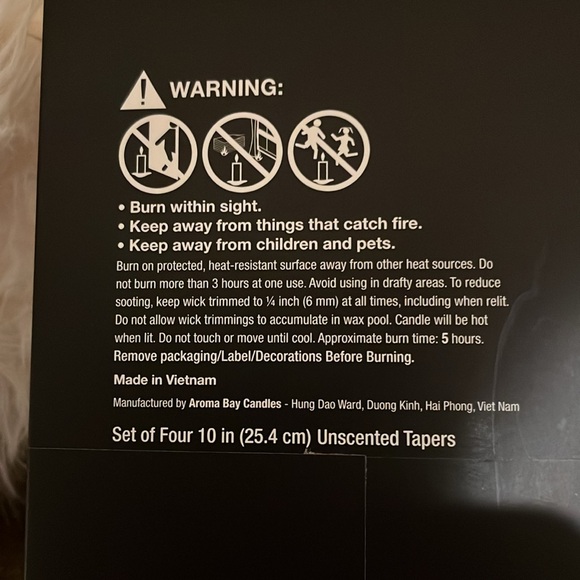 WARNING:
• Burn within sight.
• Keep away from things that catch fire.
• Keep away from children and pets.
Burn on protected, heat-resistant surface away from other heat sources. Do
not burn more than 3 hours at one use. Avoid using in drafty areas. To reduce
sooting, keep wick trimmed to ¼ inch (6 mm) at all times, including when relit.
Do not allow wick trimmings to accumulate in wax pool. Candle will be hot
when lit. Do not touch or move until cool. Approximate burn time: 5 hours.
Remove packaging/Label/Decorations Before Burning.
Made in Vietnam
Manufactured by Aroma Bay Candles - Hung Dao Ward, Duong Kinh, Hai Phong, Viet Nam
Set of Four 10 in (25.4 cm) Unscented Tapers